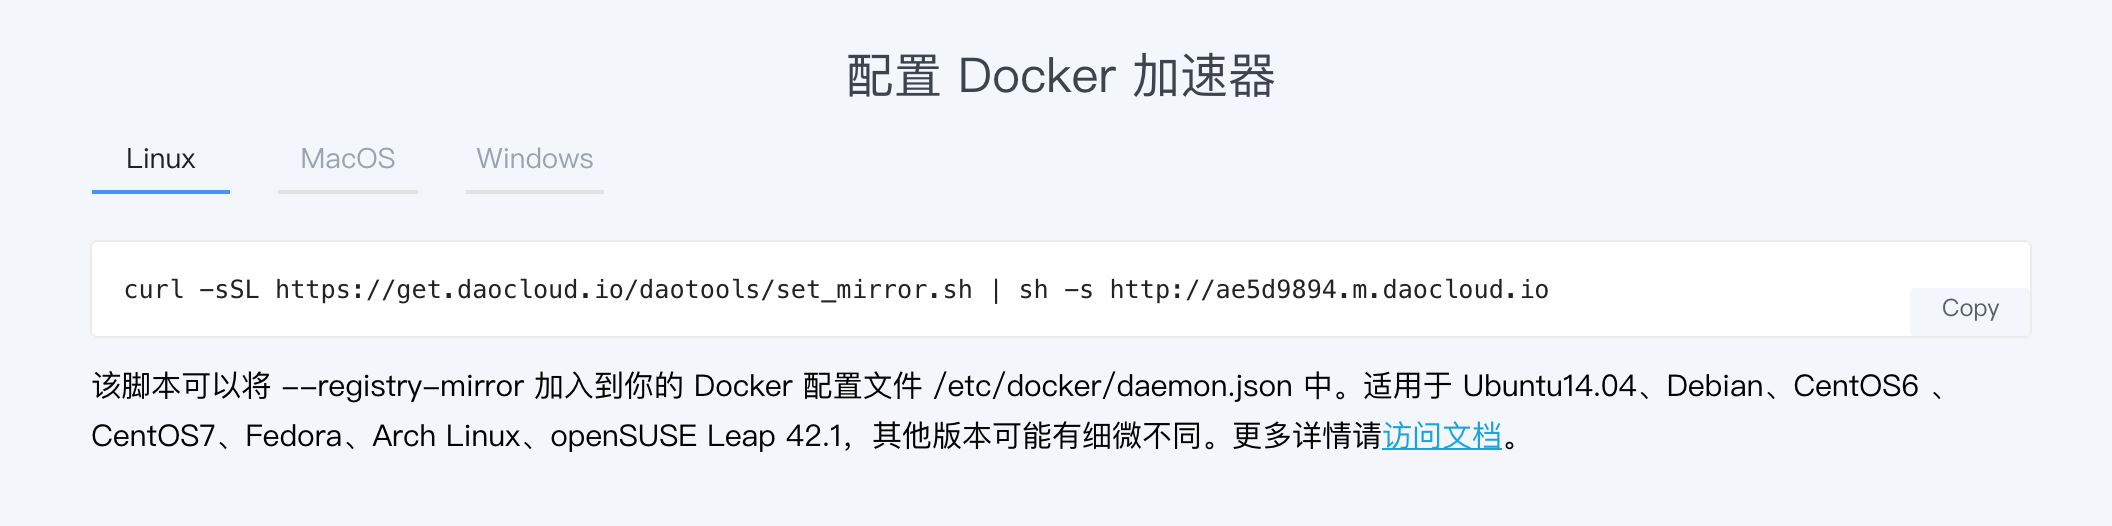 配置 Docker 加速器
Linux MacOS Windows
curl -sSL https://get.daocloud.io/daotools/set_mirror.sh | sh -s http://ae5d9894.m.daocloud.io
Copy
该脚本可以将 --registry-mirror 加入到你的 Docker 配置文件 /etc/docker/daemon.json 中。适用于 Ubuntu14.04、Debian、CentOS6 、
CentOS7、Fedora、Arch Linux、openSUSE Leap 42.1，其他版本可能有细微不同。更多详情请访问文档。